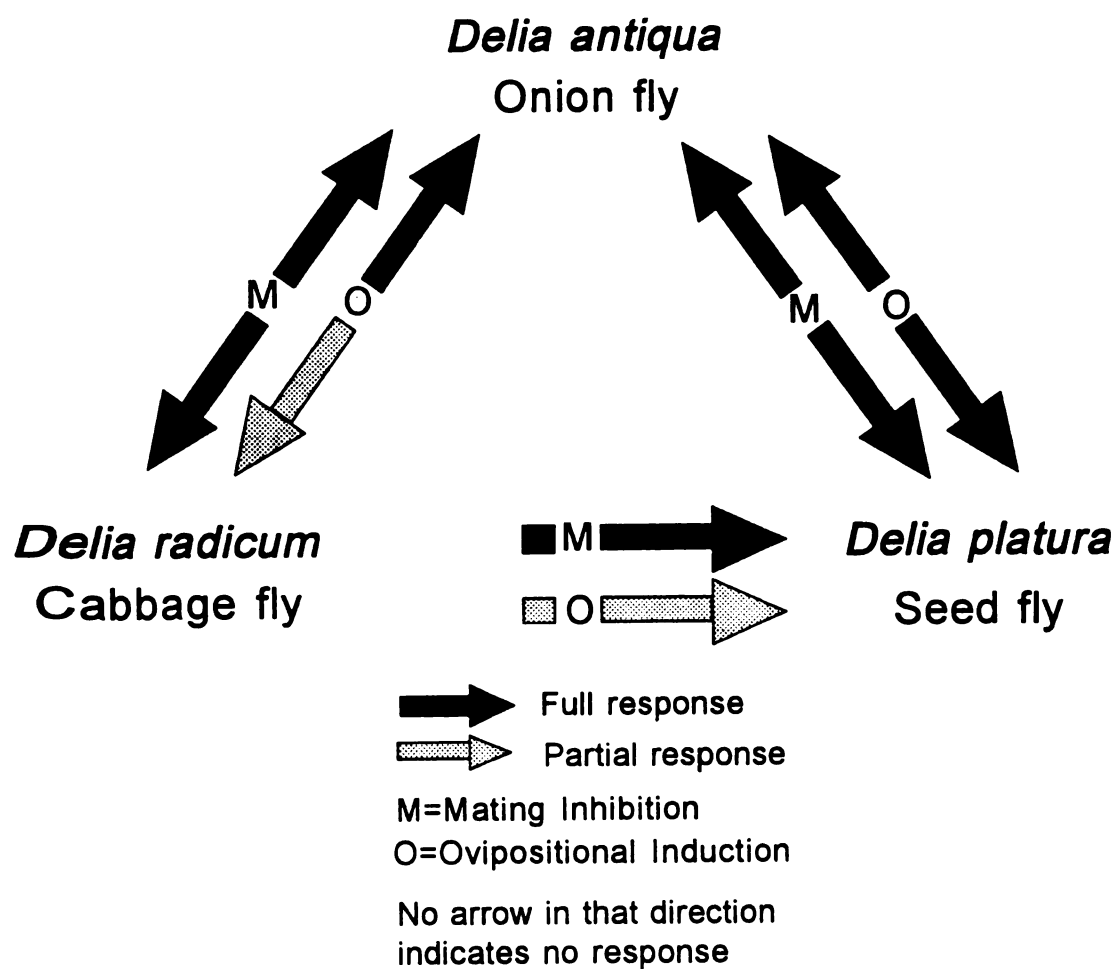 Delia antiqua
Onion fly
M
O
M
O
Delia radicum
Cabbage fly
M
O
Delia platura
Seed fly
Full response
Partial response
M=Mating Inhibition
O=Ovipositional Induction
No arrow in that direction
indicates no response